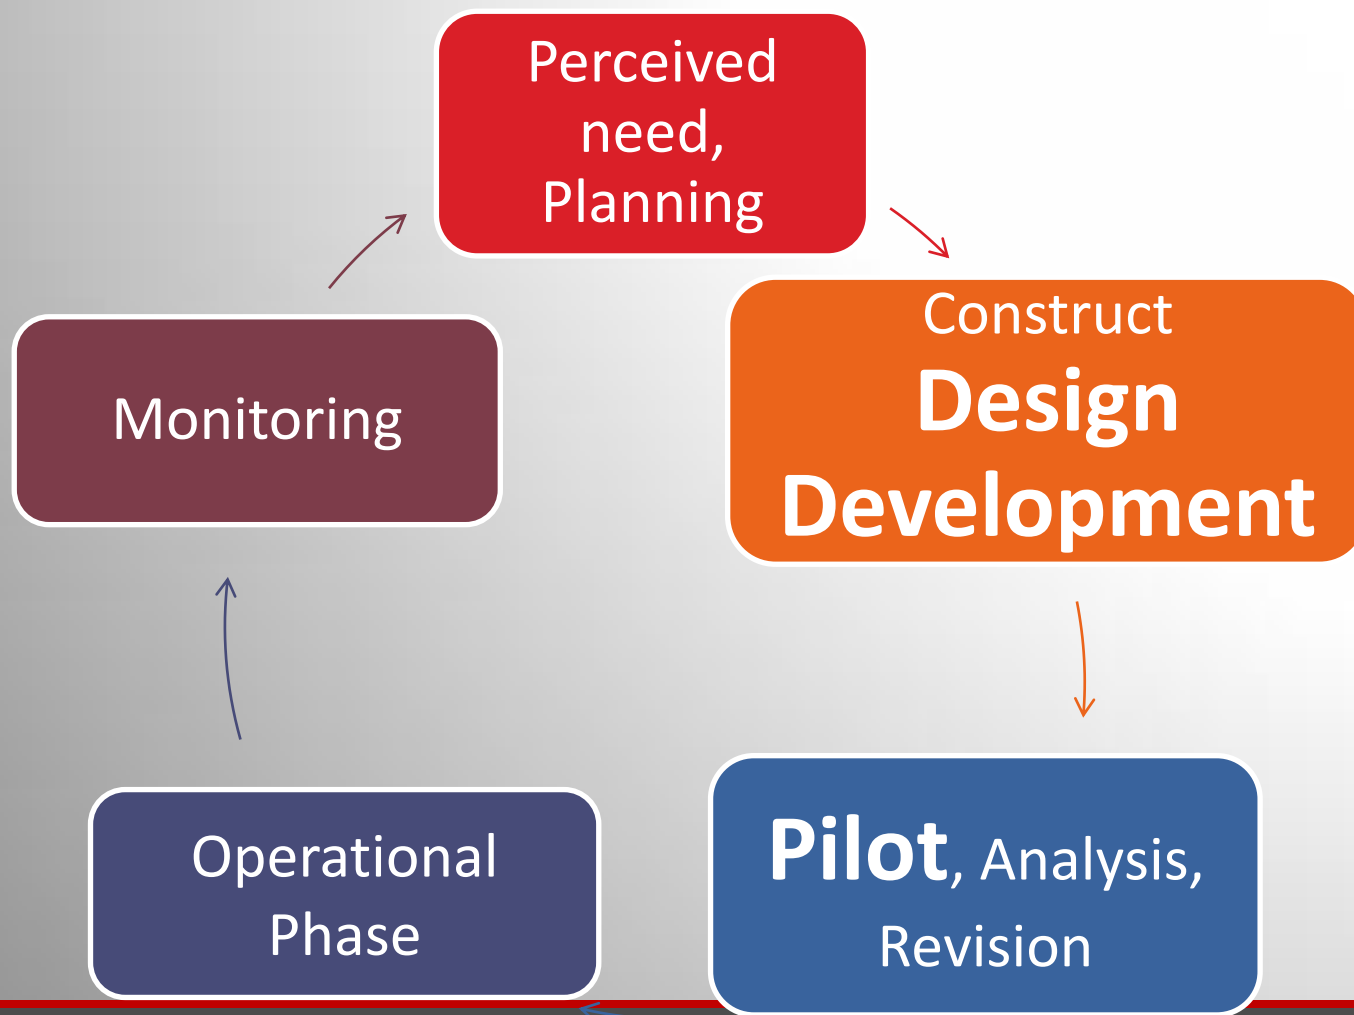 Perceived
need,
Planning
Construct
Design
Development
Pilot, Analysis,
Revision
Operational
Phase
Monitoring